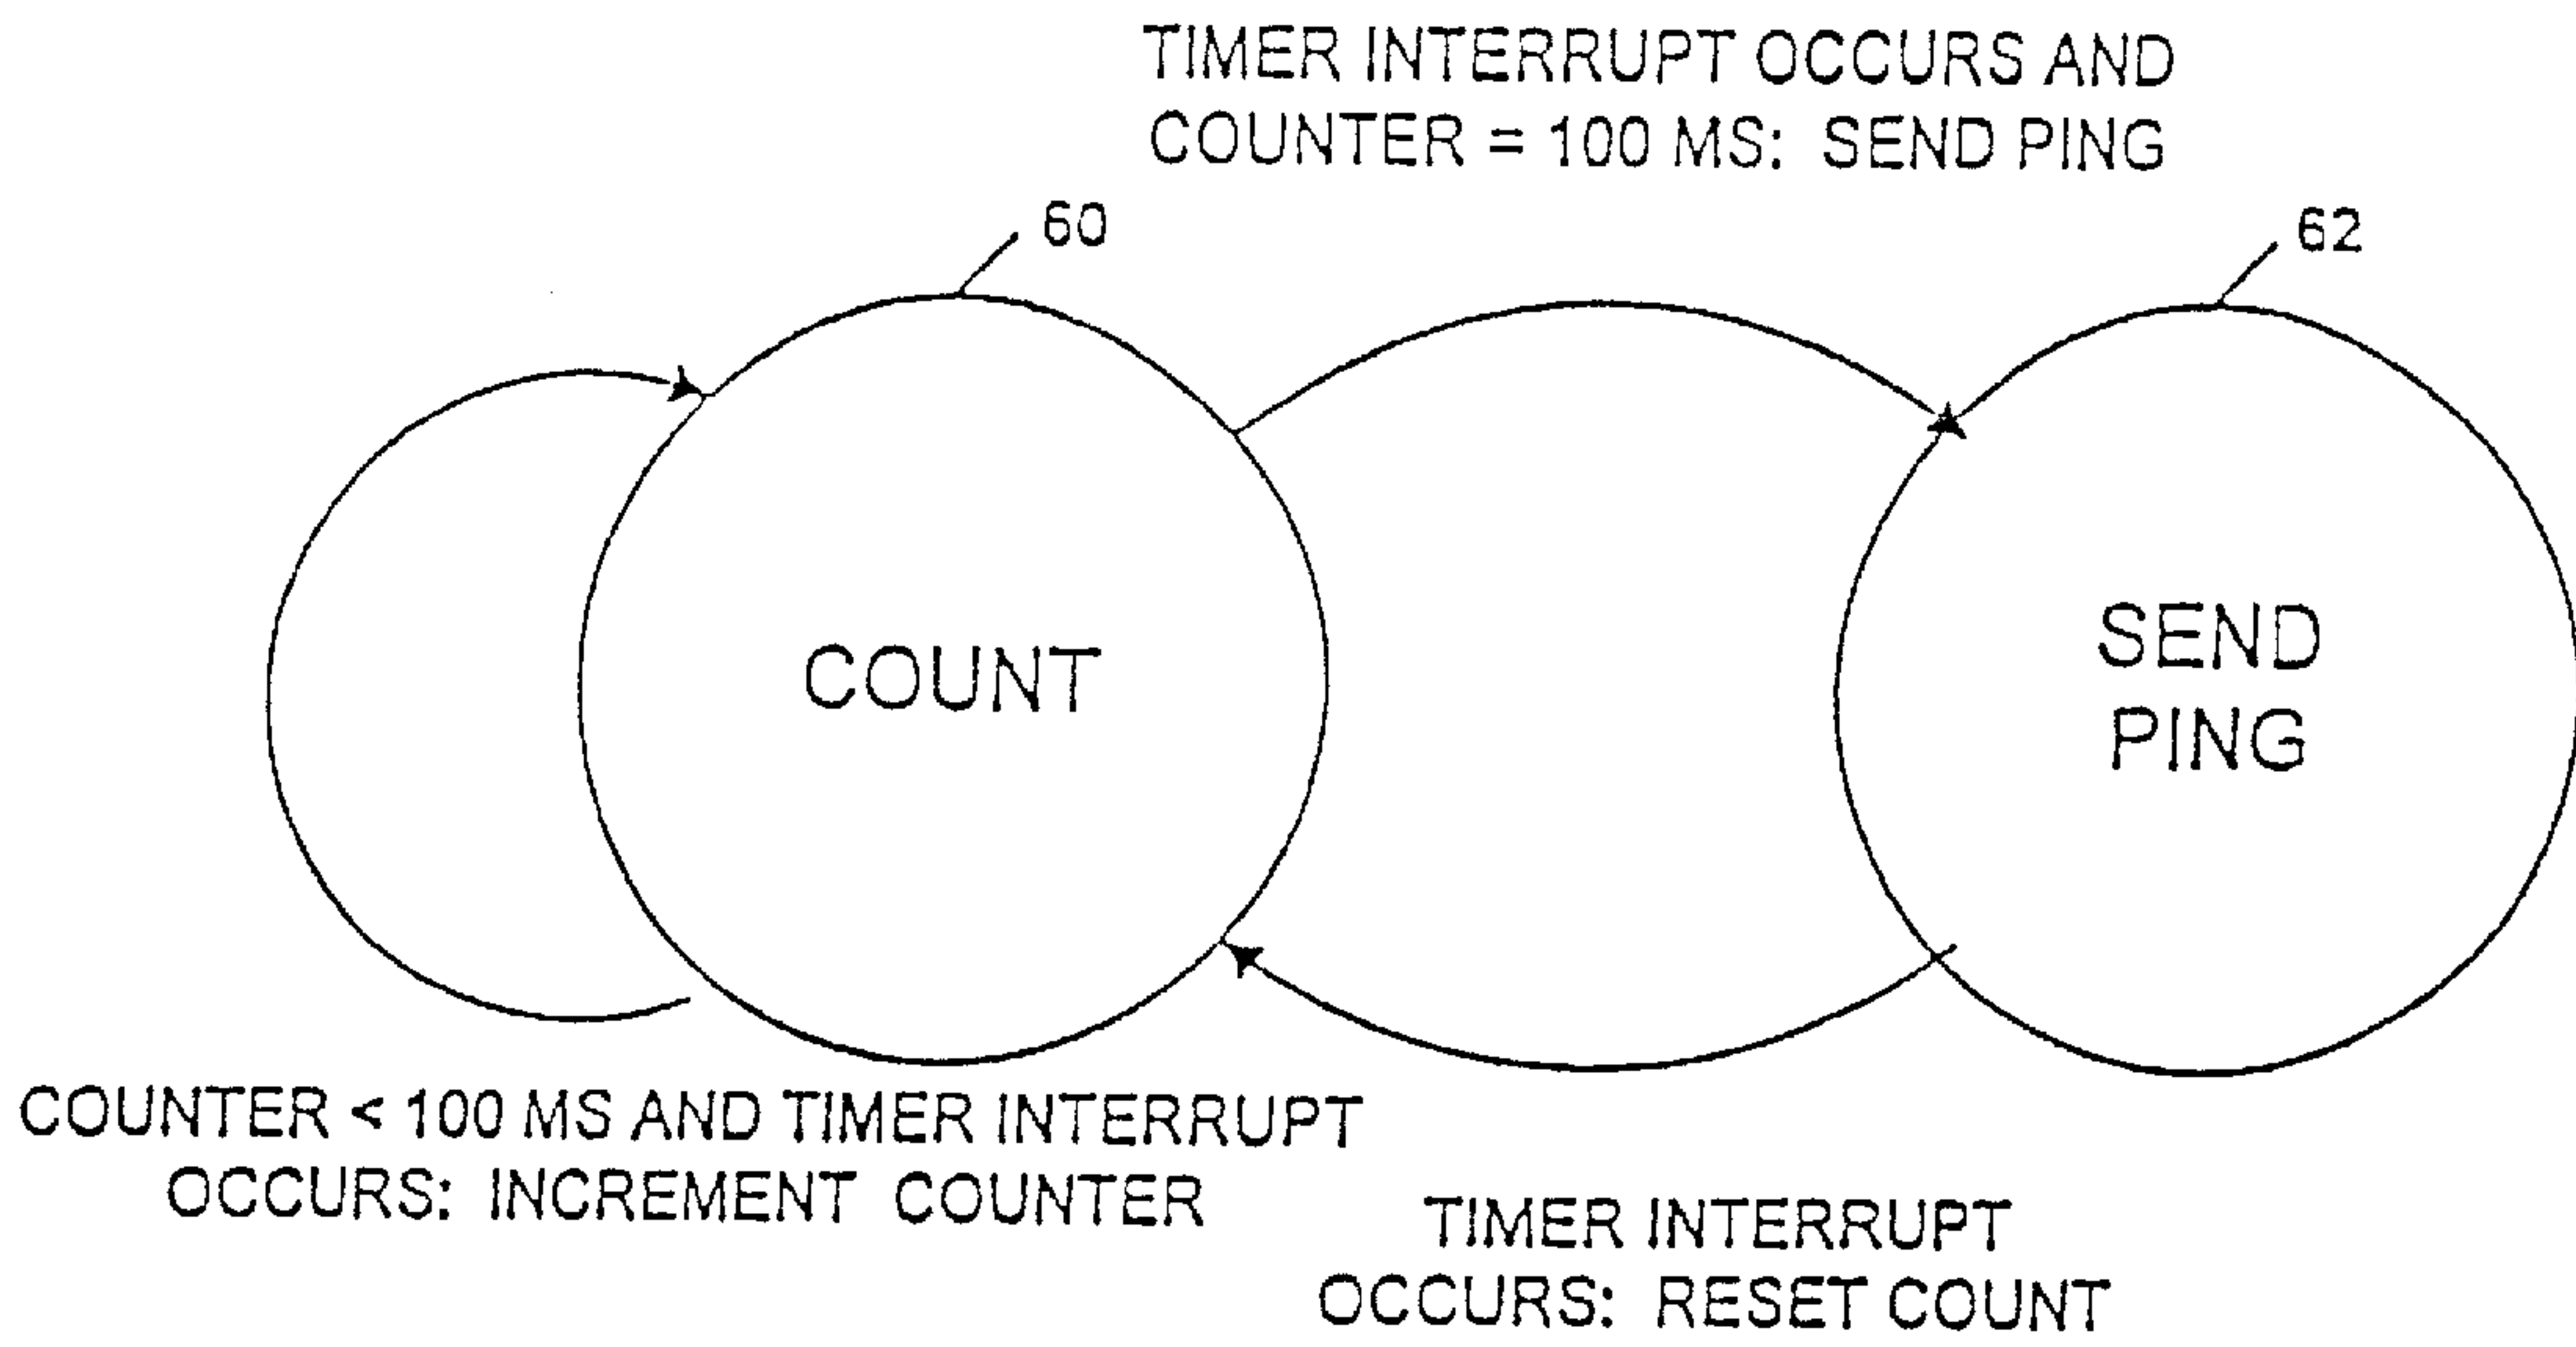 TIMER INTERRUPT OCCURS AND
COUNTER = 100 MS: SEND PING
60
62
COUNT
SEND
PING
COUNTER < 100 MS AND TIMER INTERRUPT
OCCURS: INCREMENT COUNTER
TIMER INTERRUPT
OCCURS: RESET COUNT